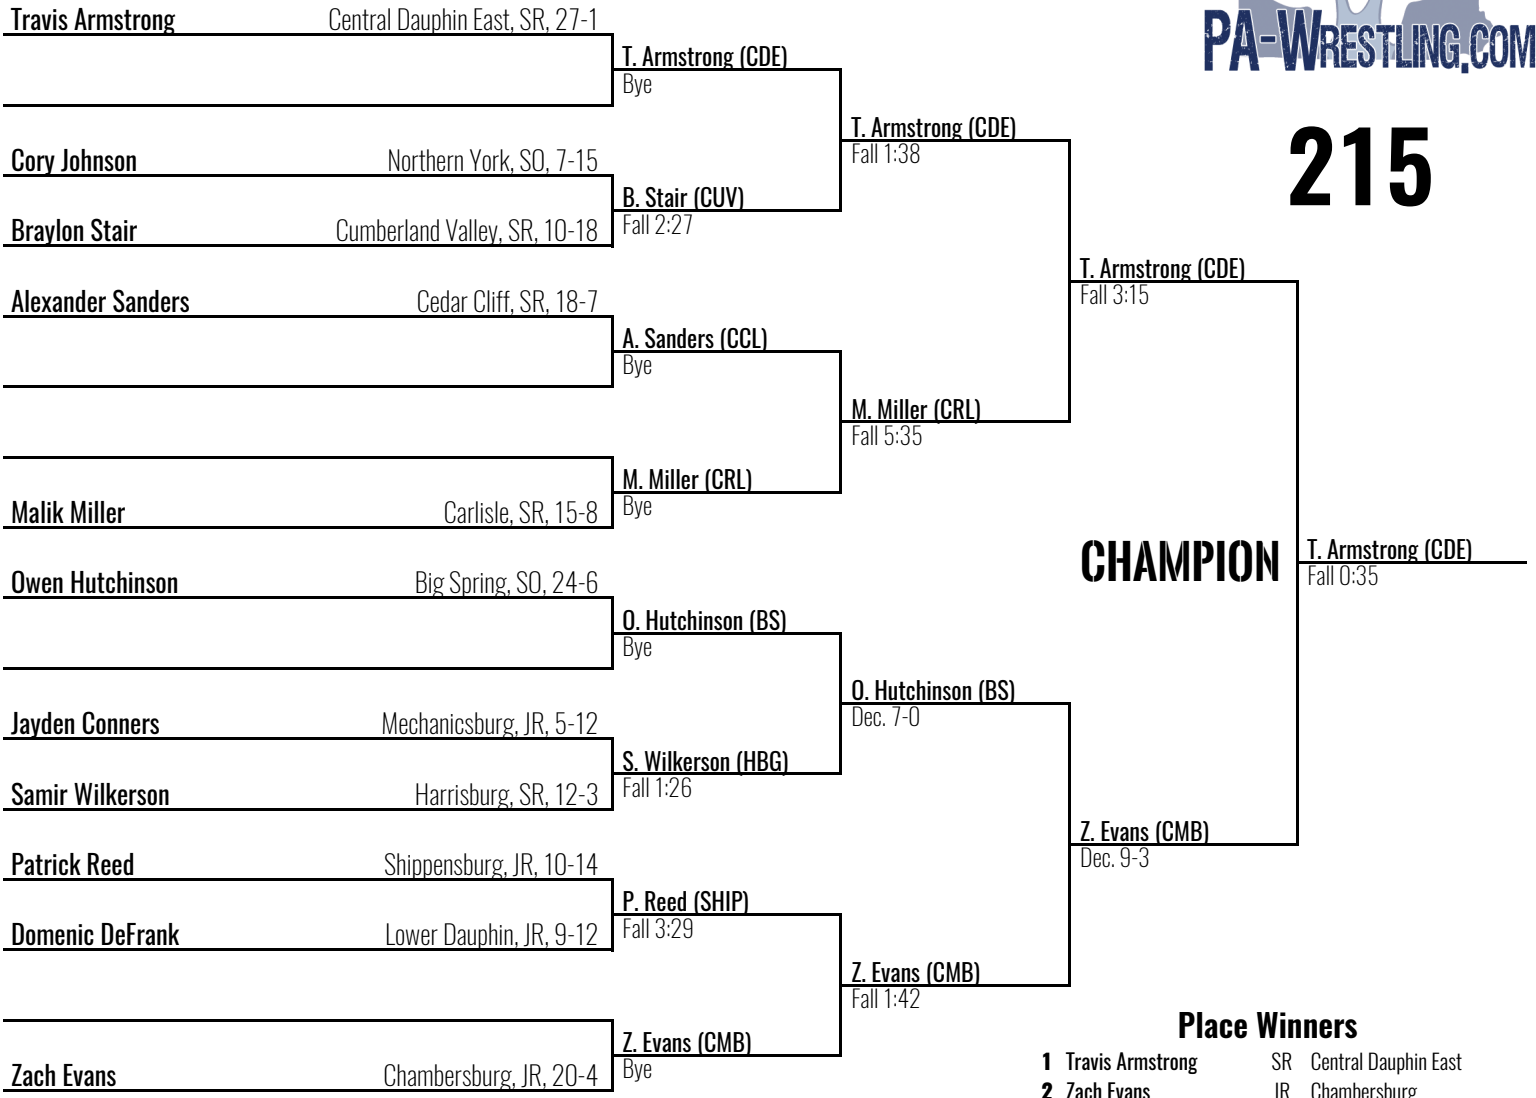 PA-WRESTLING.COM
215
Travis Armstrong Central Dauphin East, SR, 27-1
T. Armstrong (CDE)
Bye
T. Armstrong (CDE)
Fall 1:38
Cory Johnson Northern York, SO, 7-15
B. Stair (CUV)
Fall 2:27
Braylon Stair Cumberland Valley, SR, 10-18
T. Armstrong (CDE)
Fall 3:15
Alexander Sanders Cedar Cliff, SR, 18-7
A. Sanders (CCL)
Bye
M. Miller (CRL)
Fall 5:35
M. Miller (CRL)
Bye
Malik Miller Carlisle, SR, 15-8
CHAMPION
T. Armstrong (CDE)
Fall 0:35
Owen Hutchinson Big Spring, SO, 24-6
O. Hutchinson (BS)
Bye
O. Hutchinson (BS)
Dec. 7-0
Jayden Conners Mechanicsburg, JR, 5-12
S. Wilkerson (HBG)
Fall 1:26
Samir Wilkerson Harrisburg, SR, 12-3
Z. Evans (CMB)
Dec. 9-3
Patrick Reed Shippensburg, JR, 10-14
P. Reed (SHIP)
Fall 3:29
Domenic DeFrank Lower Dauphin, JR, 9-12
Z. Evans (CMB)
Fall 1:42
Z. Evans (CMB)
Bye
Zach Evans Chambersburg, JR, 20-4
Place Winners
1 Travis Armstrong SR Central Dauphin East
2 Zach Evans JR Chambersburg